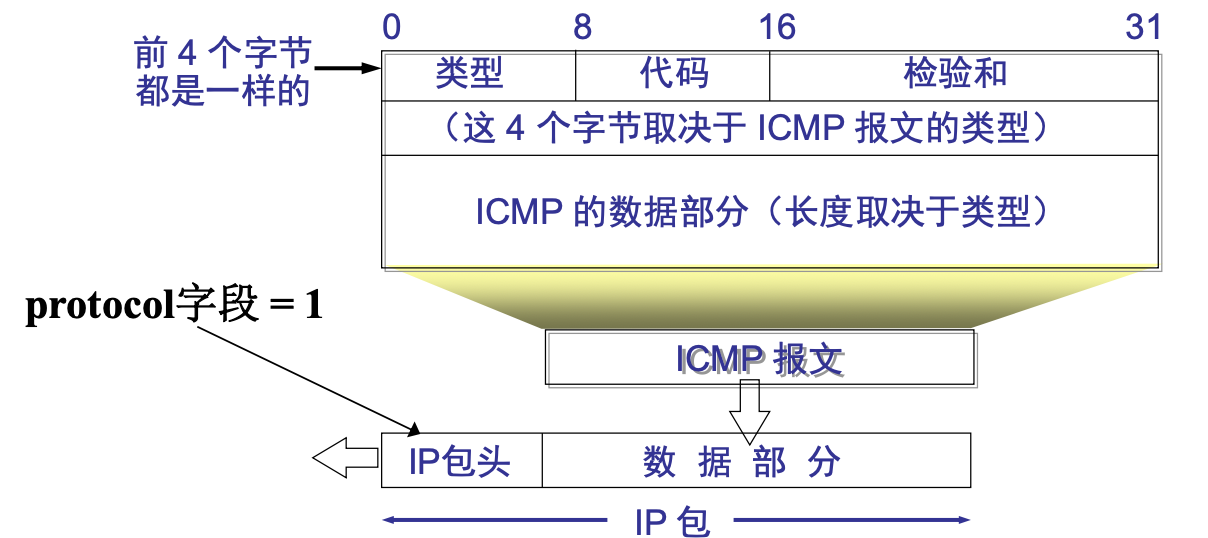 0 8 16 31
前 4 个字节
都是一样的
类型 代码 检验和
（这 4 个字节取决于 ICMP 报文的类型）
ICMP 的数据部分（长度取决于类型）
protocol字段 = 1
ICMP 报文
IP包头 数 据 部 分
IP 包